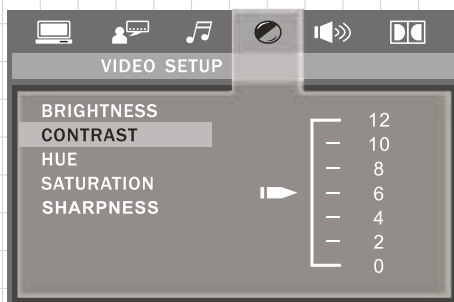 VIDEO SETUP
BRIGHTNESS
CONTRAST
HUE
SATURATION
SHARPNESS
12
10
8
6
4
2
0